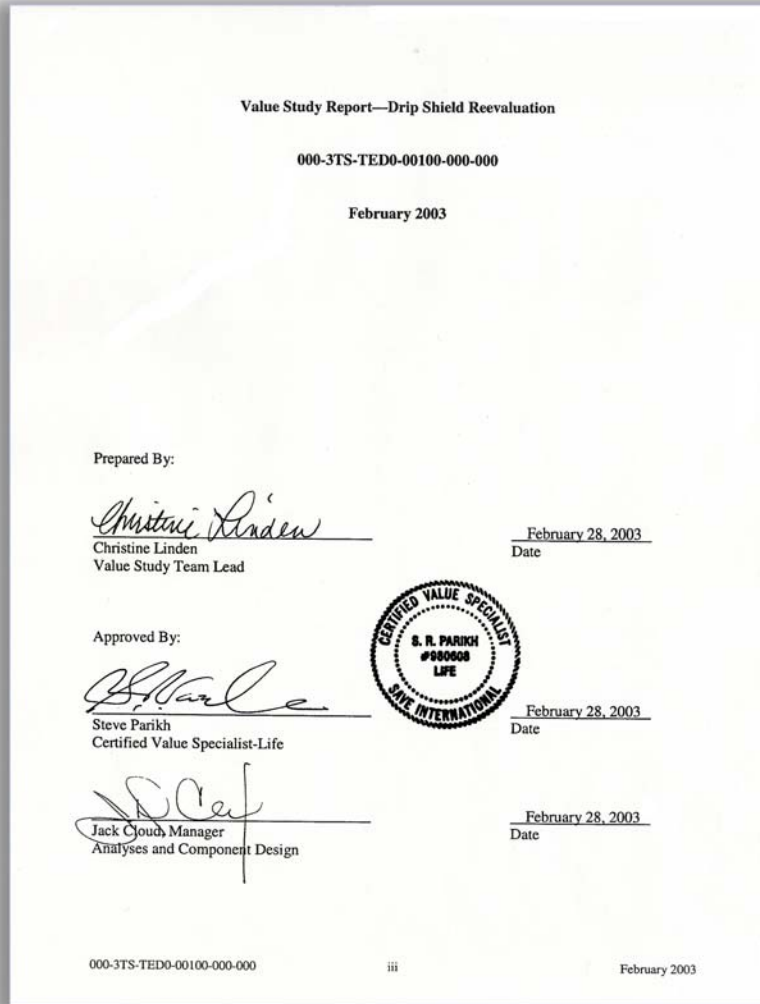 Value Study Report—Drip Shield Reevaluation
000-3TS-TED0-00100-000-000
February 2003
Prepared By:
Christine Linden
Christine Linden
Value Study Team Lead
February 28, 2003
Date
Approved By:
CERTIFIED VALUE SPECIALIST
S. R. PARIKH
#980608
LIFE
SAVE INTERNATIONAL
Steve Parikh
Certified Value Specialist-Life
February 28, 2003
Date
Jack Cloud, Manager
Analyses and Component Design
February 28, 2003
Date
000-3TS-TED0-00100-000-000
iii
February 2003